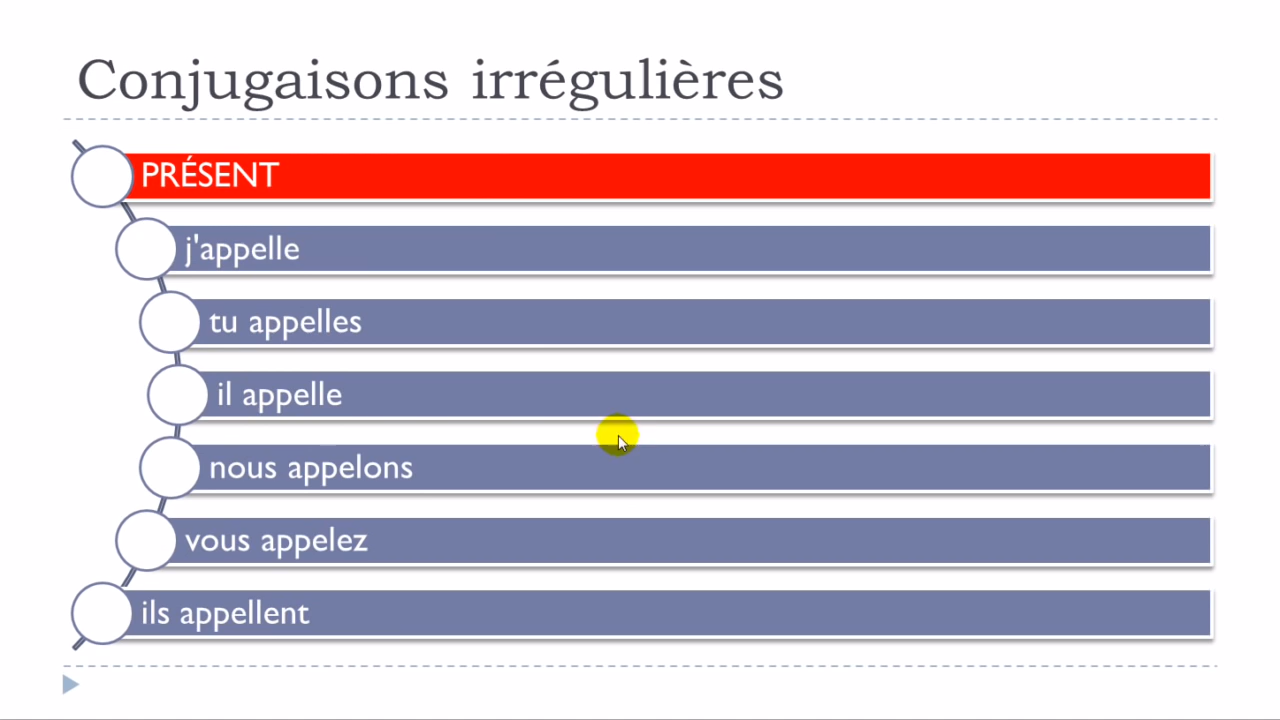 Conjugaisons irrégulières
PRÉSENT
j'appelle
tu appelles
il appelle
nous appelons
vous appelez
ils appellent